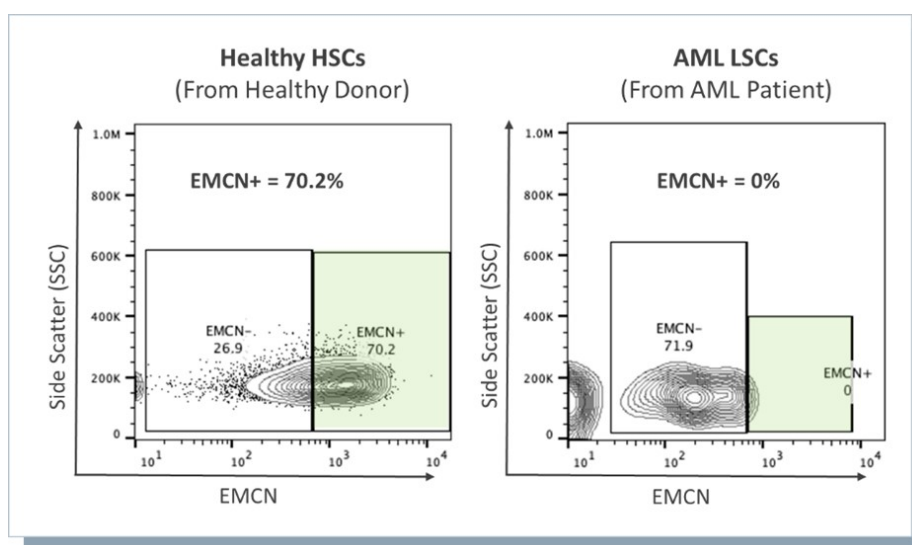 Healthy HSCs
(From Healthy Donor)
Side Scatter (SSC)
1.0M
800K
600K
400K
200K
0
EMCN+ = 70.2%
EMCN-
26.9
EMCN+
70.2
10¹
10²
10³
10⁴
EMCN
AML LSCs
(From AML Patient)
Side Scatter (SSC)
1.0M
800K
600K
400K
200K
0
EMCN+ = 0%
EMCN-
71.9
EMCN+
0
10¹
10²
10³
10⁴
EMCN